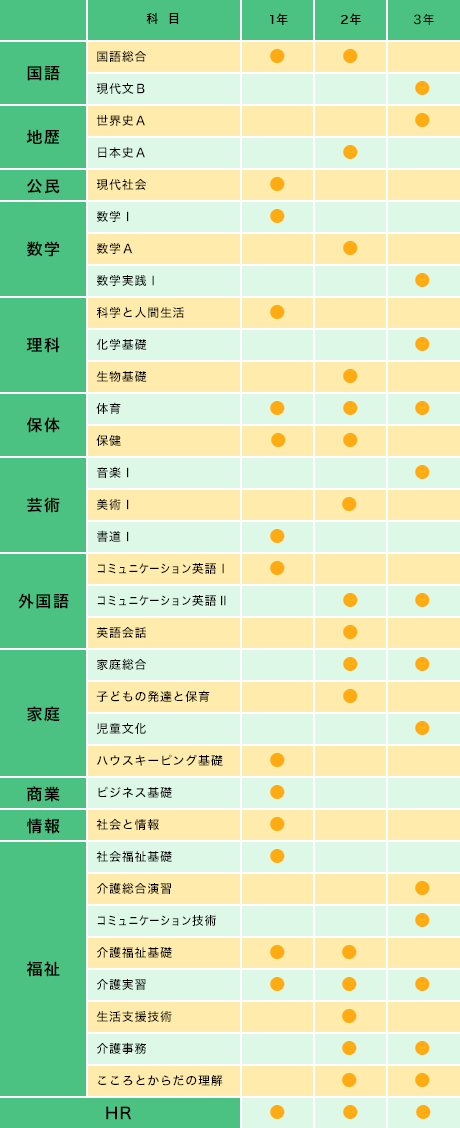 科 目 1年 2年 3年
国語 国語総合 ● ●
現代文B ●
地歴 世界史A ●
日本史A ●
公民 現代社会 ●
数学 数学Ⅰ ●
数学A ●
数学実践Ⅰ ●
理科 科学と人間生活 ●
化学基礎 ●
生物基礎 ●
保体 体育 ● ● ●
保健 ● ●
芸術 音楽Ⅰ ●
美術Ⅰ ●
書道Ⅰ ●
外国語 コミュニケーション英語Ⅰ ●
コミュニケーション英語Ⅱ ● ●
英語会話 ●
家庭 家庭総合 ● ●
子どもの発達と保育 ●
児童文化 ●
ハウスキーピング基礎 ●
商業 ビジネス基礎 ●
情報 社会と情報 ●
福祉 社会福祉基礎 ●
介護総合演習 ●
コミュニケーション技術 ●
介護福祉基礎 ● ●
介護実習 ● ● ●
生活支援技術 ●
介護事務 ● ●
こころとからだの理解 ● ●
HR ● ● ●